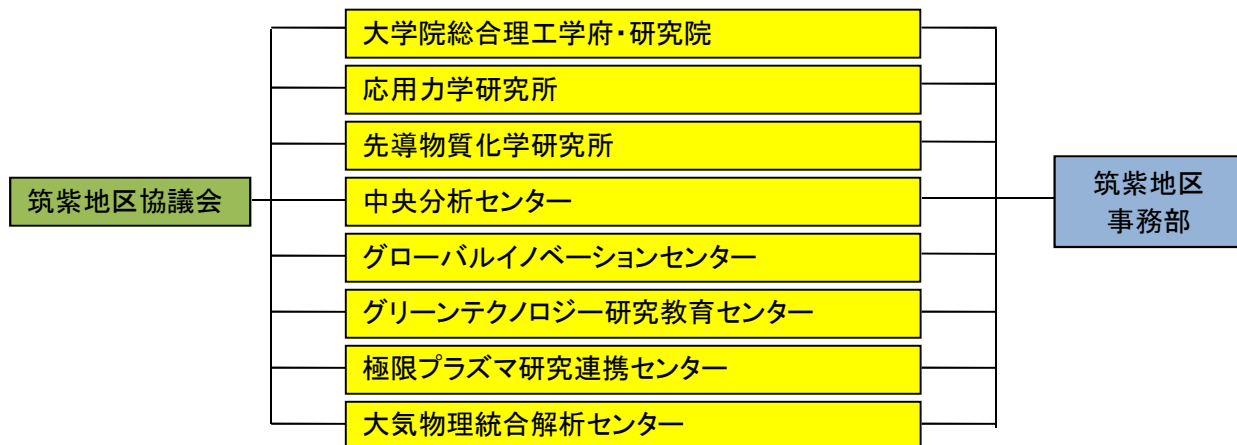 大学院総合理工学府・研究院
応用力学研究所
先導物質化学研究所
筑紫地区協議会
中央分析センター
筑紫地区
事務部
グローバルイノベーションセンター
グリーンテクノロジー研究教育センター
極限プラズマ研究連携センター
大気物理統合解析センター